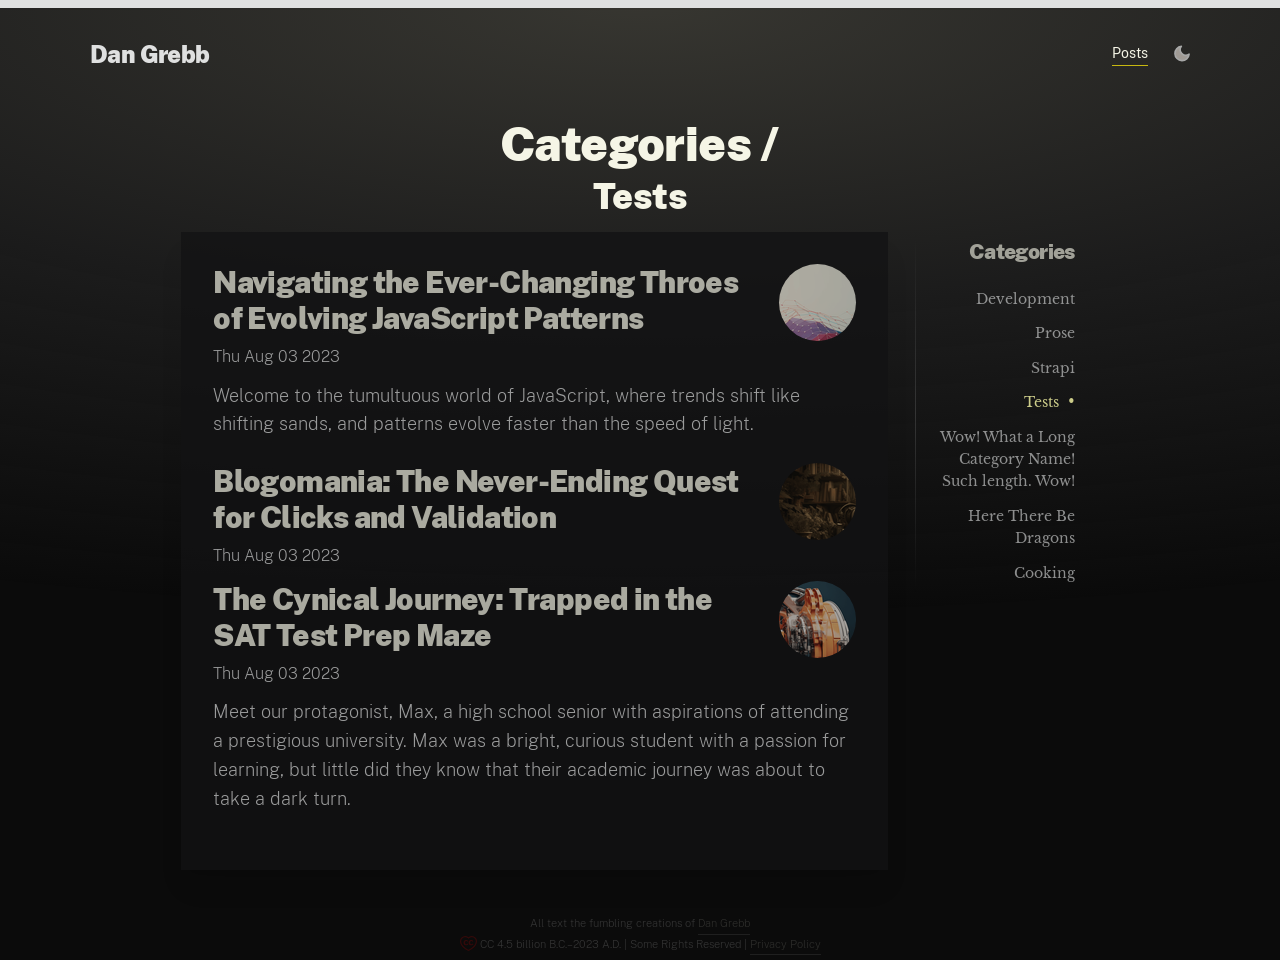 Dan Grebb
Posts
Categories /
Tests
Navigating the Ever-Changing Throes
of Evolving JavaScript Patterns
Thu Aug 03 2023
Welcome to the tumultuous world of JavaScript, where trends shift like
shifting sands, and patterns evolve faster than the speed of light.
Blogomania: The Never-Ending Quest
for Clicks and Validation
Thu Aug 03 2023
The Cynical Journey: Trapped in the
SAT Test Prep Maze
Thu Aug 03 2023
Meet our protagonist, Max, a high school senior with aspirations of attending
a prestigious university. Max was a bright, curious student with a passion for
learning, but little did they know that their academic journey was about to
take a dark turn.
Categories
Development
Prose
Strapi
Tests •
Wow! What a Long
Category Name!
Such length. Wow!
Here There Be
Dragons
Cooking
All text the fumbling creations of Dan Grebb
CC 4.5 billion B.C.–2023 A.D. | Some Rights Reserved | Privacy Policy